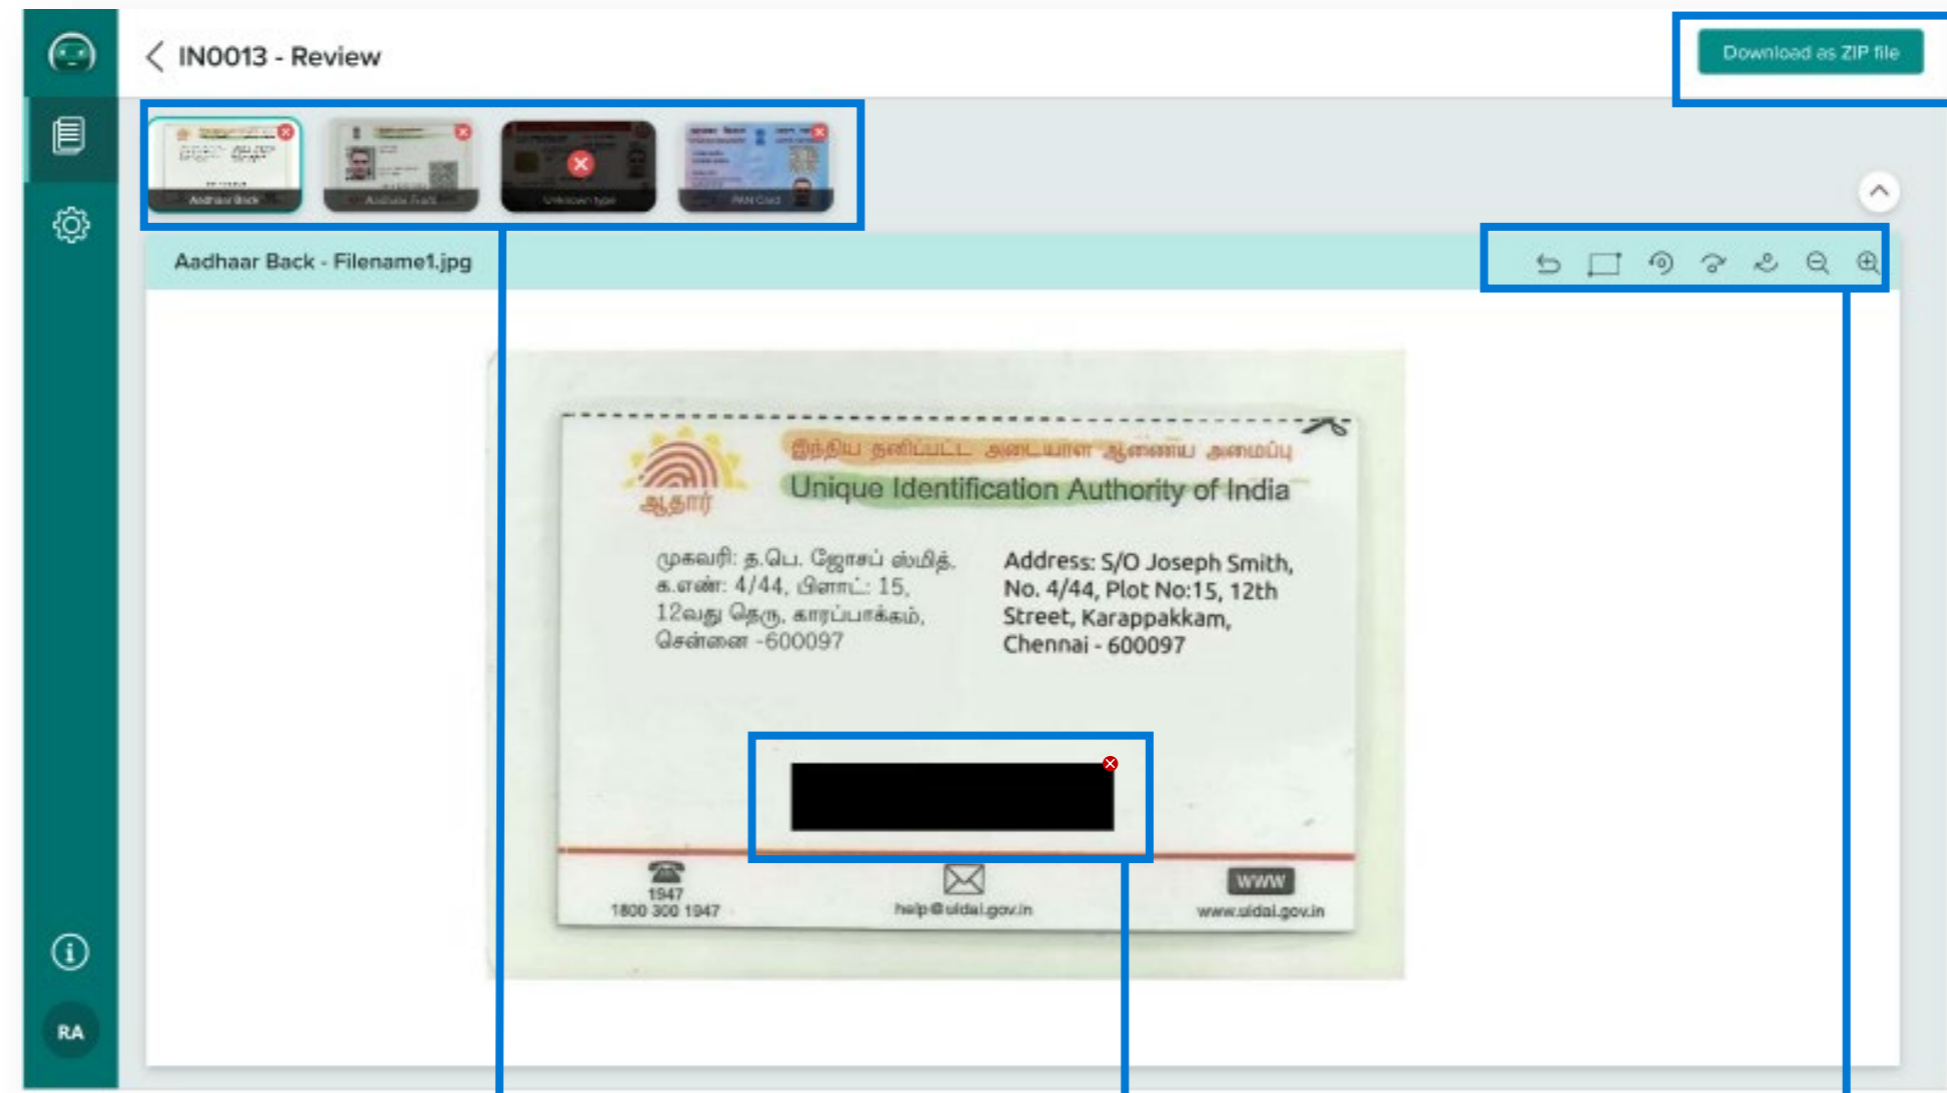 IN0013 - Review
Download as ZIP file
Aadhaar Back
Aadhaar Front
Unknown type
PAN Card
Aadhaar Back - Filename1.jpg
இந்திய தனிப்பட்ட அடையாள ஆணைய அமைப்பு
Unique Identification Authority of India
ஆதார்
முகவரி: த.பெ. ஜோசப் ஸ்மித்,
க.எண்: 4/44, பிளாட்: 15,
12வது தெரு, காரப்பாக்கம்,
சென்னை -600097
Address: S/O Joseph Smith,
No. 4/44, Plot No:15, 12th
Street, Karappakkam,
Chennai - 600097
1947
1800 300 1947
help@uidai.gov.in
WWW
www.uidai.gov.in
RA